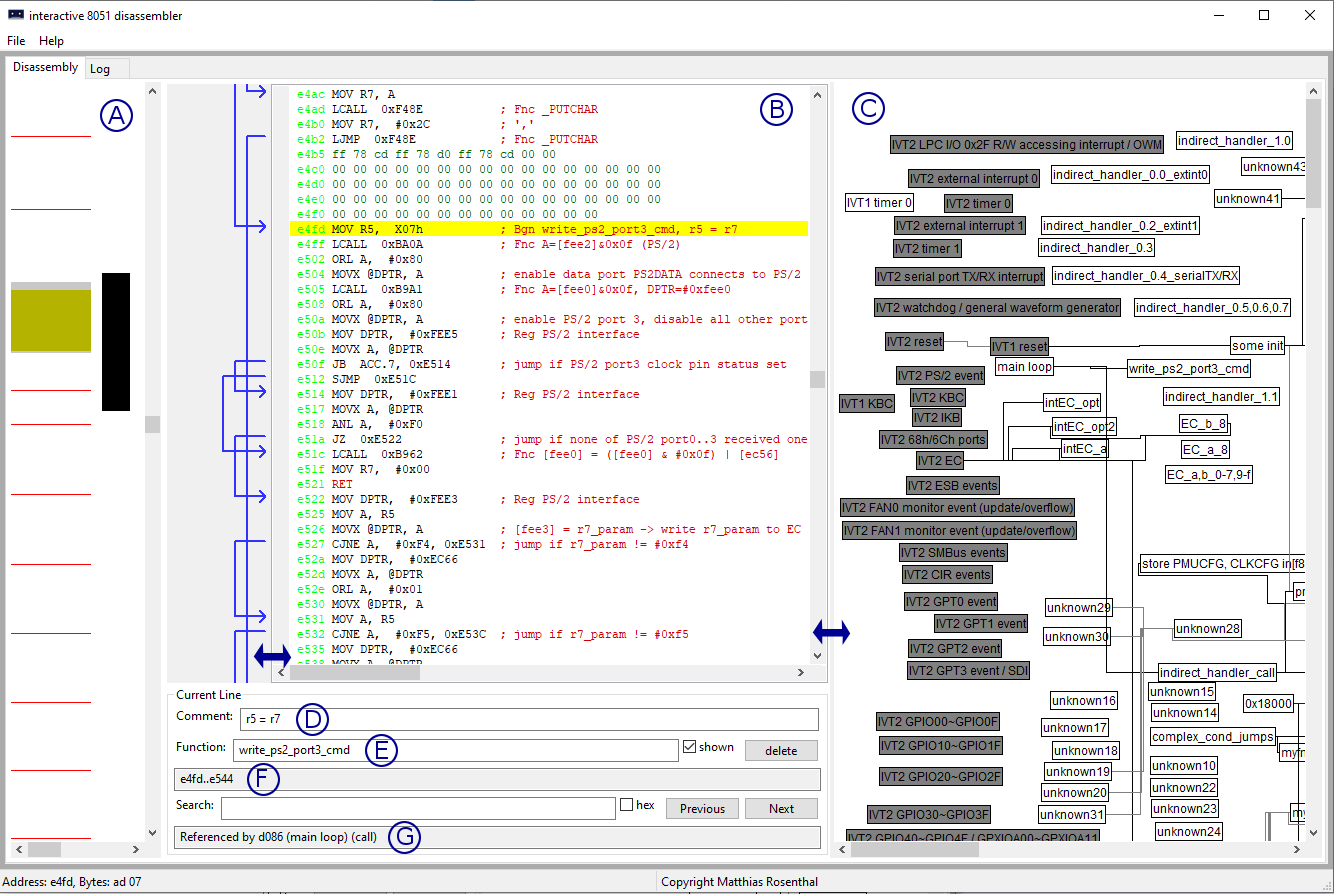 interactive 8051 disassembler
File Help
Disassembly Log
A
B
C
e4ac MOV R7, A
e4ad LCALL 0xF48E ; Fnc _PUTCHAR
e4b0 MOV R7, #0x2C ; ','
e4b2 LJMP 0xF48E ; Fnc _PUTCHAR
e4b5 ff 78 cd ff 78 d0 ff 78 cd 00 00
e4c0 00 00 00 00 00 00 00 00 00 00 00 00 00 00 00 00
e4d0 00 00 00 00 00 00 00 00 00 00 00 00 00 00 00 00
e4e0 00 00 00 00 00 00 00 00 00 00 00 00 00 00 00 00
e4f0 00 00 00 00 00 00 00 00 00 00 00 00 00
e4fd MOV R5, X07h ; Bgn write_ps2_port3_cmd, r5 = r7
e4ff LCALL 0xBA0A ; Fnc A=[fee2]&0x0f (PS/2)
e502 ORL A, #0x80
e504 MOVX @DPTR, A ; enable data port PS2DATA connects to PS/2
e505 LCALL 0xB9A1 ; Fnc A=[fee0]&0x0f, DPTR=#0xfee0
e508 ORL A, #0x80
e50a MOVX @DPTR, A ; enable PS/2 port 3, disable all other port
e50b MOV DPTR, #0xFEE5 ; Reg PS/2 interface
e50e MOVX A, @DPTR
e50f JB ACC.7, 0xE514 ; jump if PS/2 port3 clock pin status set
e512 SJMP 0xE51C
e514 MOV DPTR, #0xFEE1 ; Reg PS/2 interface
e517 MOVX A, @DPTR
e518 ANL A, #0xF0
e51a JZ 0xE522 ; jump if none of PS/2 port0..3 received one
e51c LCALL 0xB962 ; Fnc [fee0] = ([fee0] & #0x0f) | [ec56]
e51f MOV R7, #0x00
e521 RET
e522 MOV DPTR, #0xFEE3 ; Reg PS/2 interface
e525 MOV A, R5
e526 MOVX @DPTR, A ; [fee3] = r7_param -> write r7_param to EC
e527 CJNE A, #0xF4, 0xE531 ; jump if r7_param != #0xf4
e52a MOV DPTR, #0xEC66
e52d MOVX A, @DPTR
e52e ORL A, #0x01
e530 MOVX @DPTR, A
e531 MOV A, R5
e532 CJNE A, #0xF5, 0xE53C ; jump if r7_param != #0xf5
e535 MOV DPTR, #0xEC66
e538 MOVX A, @DPTR
Current Line
Comment: r5 = r7 D
Function: write_ps2_port3_cmd E shown delete
e4fd..e544 F
Search: hex Previous Next
Referenced by d086 (main loop) (call) G
IVT2 LPC I/O 0x2F R/W accessing interrupt / OWM indirect_handler_1.0
unknown43
IVT2 external interrupt 0 indirect_handler_0.0_extint0
unknown41
IVT1 timer 0 IVT2 timer 0
IVT2 external interrupt 1 indirect_handler_0.2_extint1
IVT2 timer 1 indirect_handler_0.3
IVT2 serial port TX/RX interrupt indirect_handler_0.4_serialTX/RX
IVT2 watchdog / general waveform generator indirect_handler_0.5,0.6,0.7
IVT2 reset IVT1 reset some init
main loop write_ps2_port3_cmd
IVT2 PS/2 event
IVT1 KBC IVT2 KBC intEC_opt indirect_handler_1.1
IVT2 IKB intEC_opt2 EC_b_8
IVT2 68h/6Ch ports intEC_a EC_a_8
IVT2 EC EC_a,b_0-7,9-f
IVT2 ESB events
IVT2 FAN0 monitor event (update/overflow)
IVT2 FAN1 monitor event (update/overflow)
IVT2 SMBus events store PMUCFG, CLKCFG in[f8
IVT2 CIR events
pr
IVT2 GPT0 event unknown29
IVT2 GPT1 event unknown28
IVT2 GPT2 event unknown30
IVT2 GPT3 event / SDI indirect_handler_call
unknown15
unknown16 0x18000
IVT2 GPIO00~GPIO0F unknown17 unknown14
IVT2 GPIO10~GPIO1F unknown18 complex_cond_jumps myfn
IVT2 GPIO20~GPIO2F unknown19 unknown10
unknown20 unknown22
IVT2 GPIO30~GPIO3F unknown31 unknown23 my
IVT2 GPIO40~GPIO4F / GPXIOA00~GPXIOA11 unknown24
Address: e4fd, Bytes: ad 07 Copyright Matthias Rosenthal